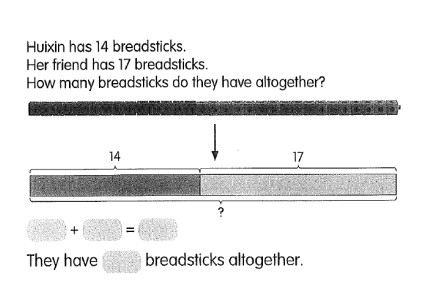 Huixin has 14 breadsticks.
Her friend has 17 breadsticks.
How many breadsticks do they have altogether?
14 17
?
+ =
They have breadsticks altogether.